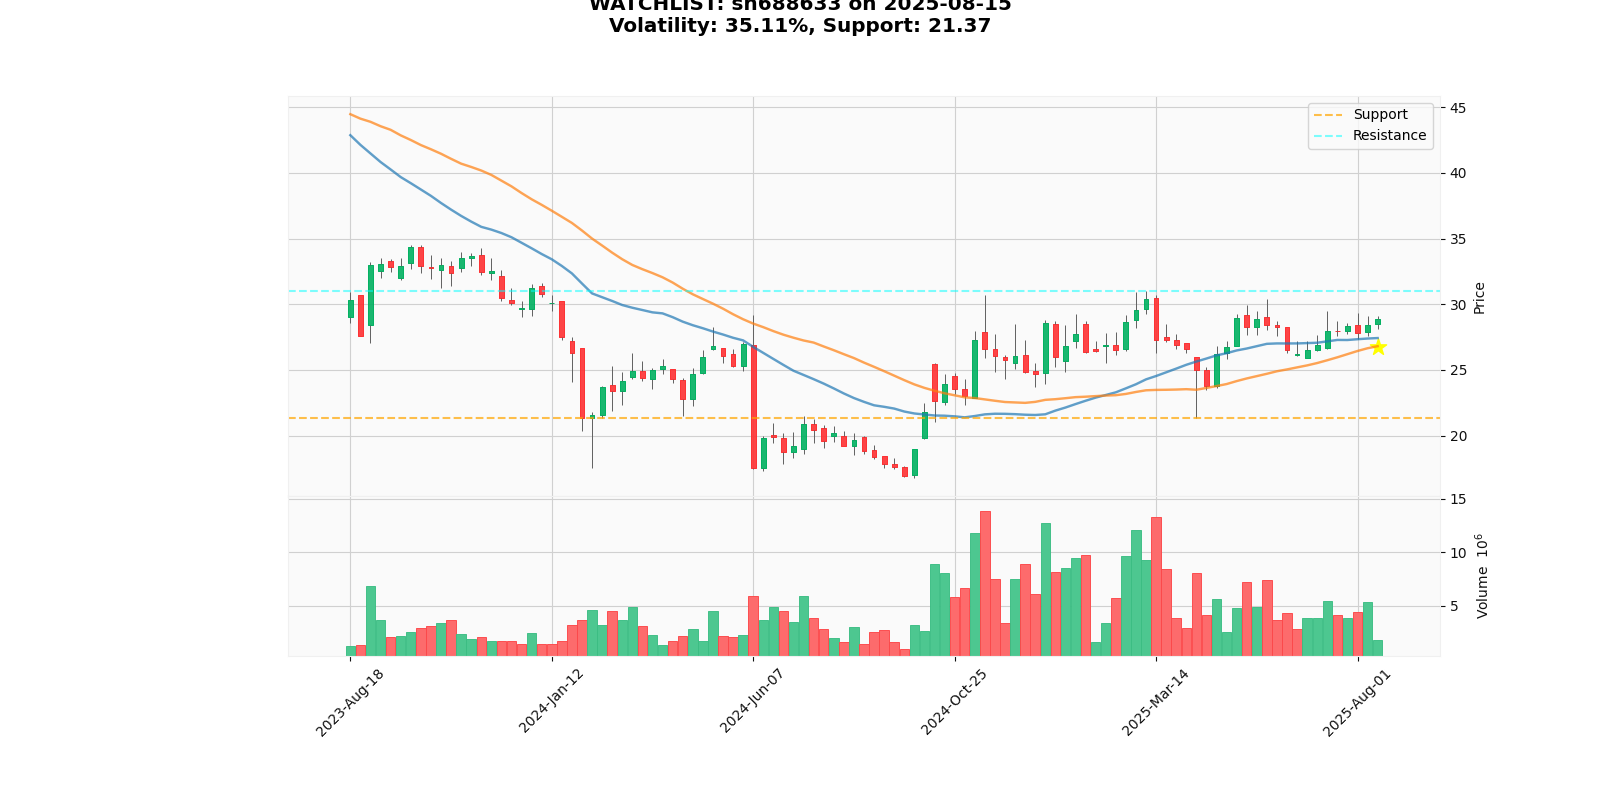 WATCHLIST: sh688633 on 2025-08-15
Volatility: 35.11%, Support: 21.37
Support
Resistance
45
40
35
30
25
20
15
Price
10
5
Volume 10⁶
2023-Aug-18
2024-Jan-12
2024-Jun-07
2024-Oct-25
2025-Mar-14
2025-Aug-01